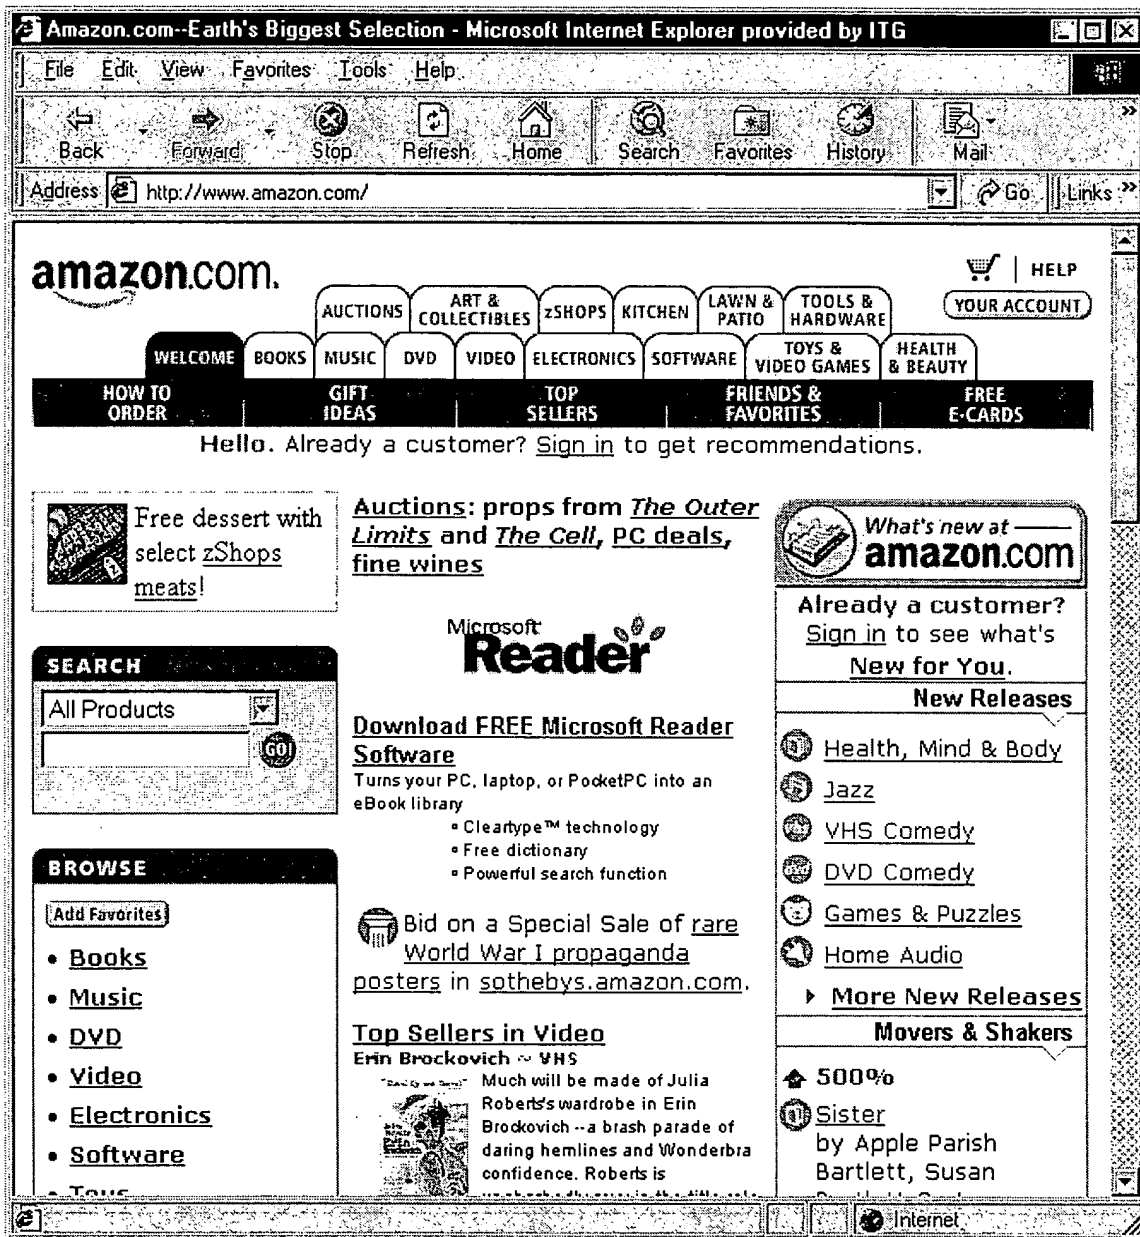 Amazon.com--Earth's Biggest Selection - Microsoft Internet Explorer provided by ITG
File Edit View Favorites Tools Help
Back Forward Stop Refresh Home Search Favorites History Mail »
Address http://www.amazon.com/ Go Links »
amazon.com.
HELP
YOUR ACCOUNT
AUCTIONS ART & COLLECTIBLES zSHOPS KITCHEN LAWN & PATIO TOOLS & HARDWARE
WELCOME BOOKS MUSIC DVD VIDEO ELECTRONICS SOFTWARE TOYS & VIDEO GAMES HEALTH & BEAUTY
HOW TO ORDER GIFT IDEAS TOP SELLERS FRIENDS & FAVORITES FREE E-CARDS
Hello. Already a customer? Sign in to get recommendations.
Free dessert with
select zShops
meats!
SEARCH
All Products
GO!
BROWSE
Add Favorites
• Books
• Music
• DVD
• Video
• Electronics
• Software
• Toys
Auctions: props from The Outer
Limits and The Cell, PC deals,
fine wines
Microsoft
Reader
Download FREE Microsoft Reader
Software
Turns your PC, laptop, or PocketPC into an
eBook library
▫ Cleartype™ technology
▫ Free dictionary
▫ Powerful search function
Bid on a Special Sale of rare
World War I propaganda
posters in sothebys.amazon.com.
Top Sellers in Video
Erin Brockovich ~ VHS
Much will be made of Julia
Roberts's wardrobe in Erin
Brockovich --a brash parade of
daring hemlines and Wonderbra
confidence. Roberts is
What's new at
amazon.com
Already a customer?
Sign in to see what's
New for You.
New Releases
Health, Mind & Body
Jazz
VHS Comedy
DVD Comedy
Games & Puzzles
Home Audio
More New Releases
Movers & Shakers
500%
Sister
by Apple Parish
Bartlett, Susan
Internet